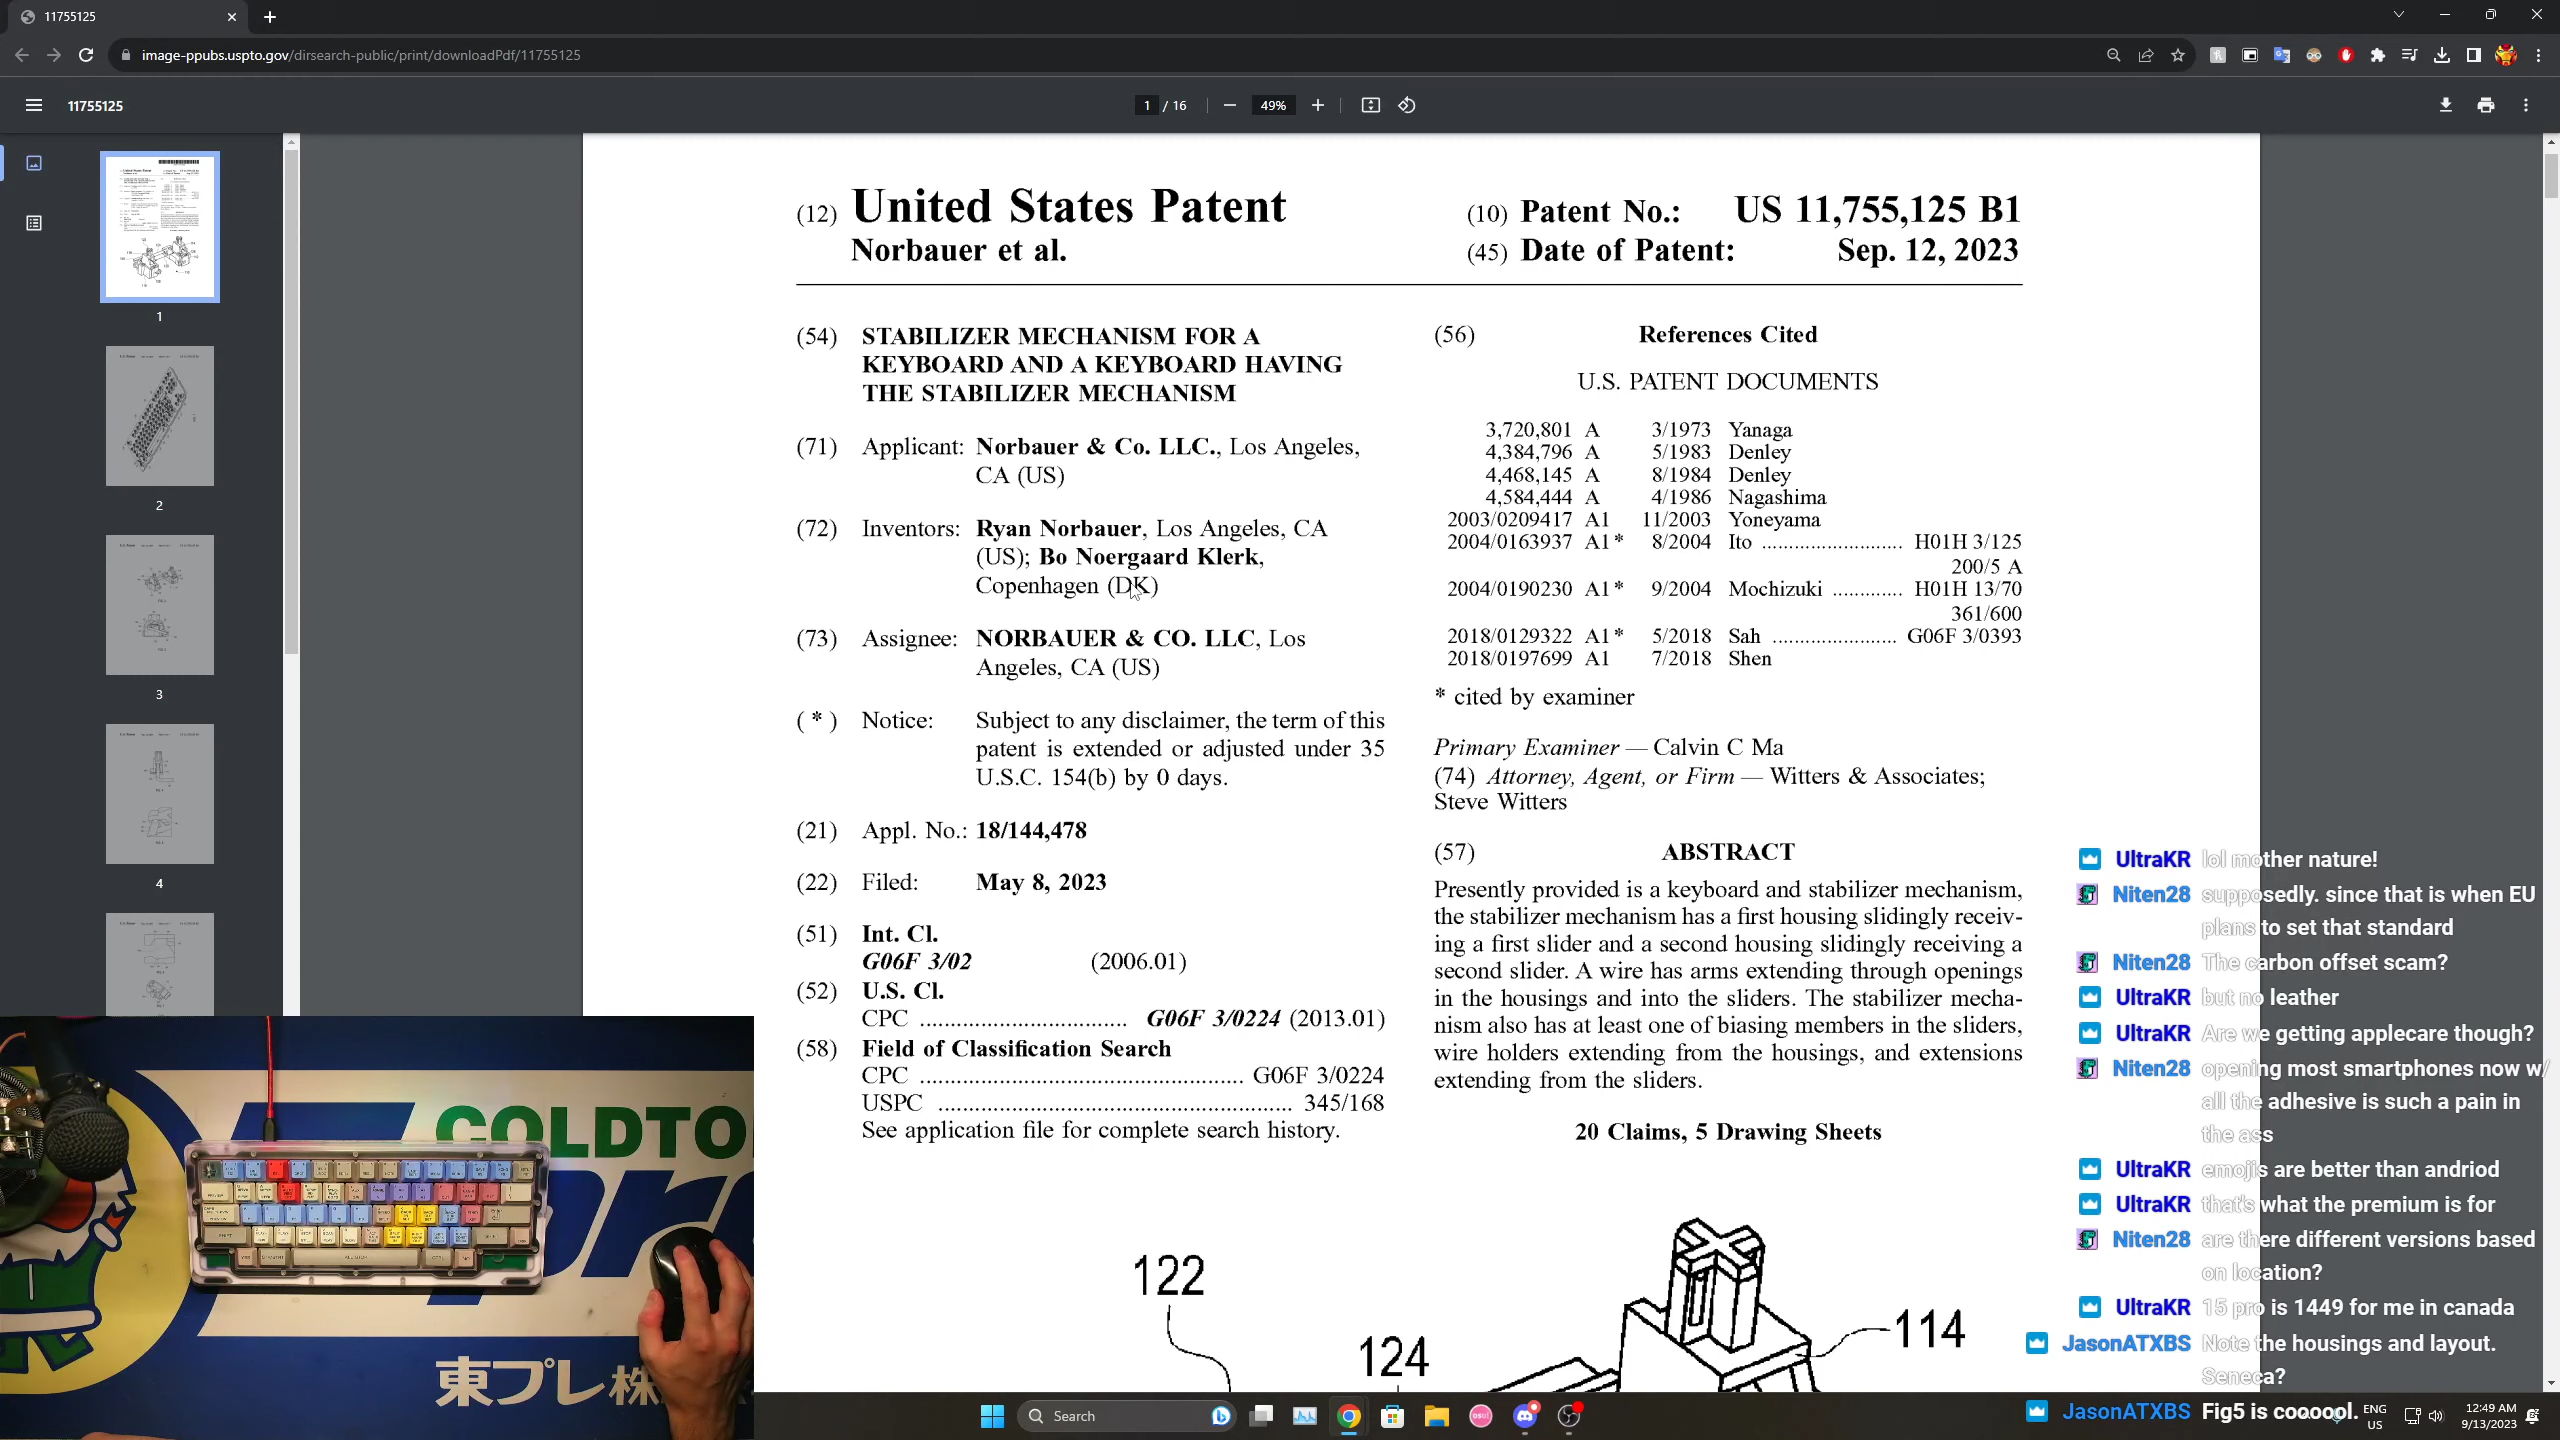 11755125
image-ppubs.uspto.gov/dirsearch-public/print/downloadPdf/11755125
11755125
1 / 16
49%
1
2
3
4
(12) United States Patent
Norbauer et al.
(10) Patent No.: US 11,755,125 B1
(45) Date of Patent: Sep. 12, 2023
(54) STABILIZER MECHANISM FOR A
KEYBOARD AND A KEYBOARD HAVING
THE STABILIZER MECHANISM
(71) Applicant: Norbauer & Co. LLC., Los Angeles,
CA (US)
(72) Inventors: Ryan Norbauer, Los Angeles, CA
(US); Bo Noergaard Klerk,
Copenhagen (DK)
(73) Assignee: NORBAUER & CO. LLC, Los
Angeles, CA (US)
( * ) Notice: Subject to any disclaimer, the term of this
patent is extended or adjusted under 35
U.S.C. 154(b) by 0 days.
(21) Appl. No.: 18/144,478
(22) Filed: May 8, 2023
(51) Int. Cl.
G06F 3/02 (2006.01)
(52) U.S. Cl.
CPC ................................ G06F 3/0224 (2013.01)
(58) Field of Classification Search
CPC .................................................. G06F 3/0224
USPC ...................................................... 345/168
See application file for complete search history.
(56) References Cited
U.S. PATENT DOCUMENTS
3,720,801 A 3/1973 Yanaga
4,384,796 A 5/1983 Denley
4,468,145 A 8/1984 Denley
4,584,444 A 4/1986 Nagashima
2003/0209417 A1 11/2003 Yoneyama
2004/0163937 A1* 8/2004 Ito ........................ H01H 3/125
200/5 A
2004/0190230 A1* 9/2004 Mochizuki ............ H01H 13/70
361/600
2018/0129322 A1* 5/2018 Sah ..................... G06F 3/0393
2018/0197699 A1 7/2018 Shen
* cited by examiner
Primary Examiner — Calvin C Ma
(74) Attorney, Agent, or Firm — Witters & Associates;
Steve Witters
(57) ABSTRACT
Presently provided is a keyboard and stabilizer mechanism,
the stabilizer mechanism has a first housing slidingly receiv-
ing a first slider and a second housing slidingly receiving a
second slider. A wire has arms extending through openings
in the housings and into the sliders. The stabilizer mecha-
nism also has at least one of biasing members in the sliders,
wire holders extending from the housings, and extensions
extending from the sliders.
20 Claims, 5 Drawing Sheets
122
124
114
UltraKR lol mother nature!
Niten28 supposedly. since that is when EU
plans to set that standard
Niten28 The carbon offset scam?
UltraKR but no leather
UltraKR Are we getting applecare though?
Niten28 opening most smartphones now w/
all the adhesive is such a pain in
the ass
UltraKR emojis are better than andriod
UltraKR that's what the premium is for
Niten28 are there different versions based
on location?
UltraKR 15 pro is 1449 for me in canada
JasonATXBS Note the housings and layout.
Seneca?
JasonATXBS Fig5 is coooool.
COLDTO
東プレ株
Search
osu!
ENG
US
12:49 AM
9/13/2023